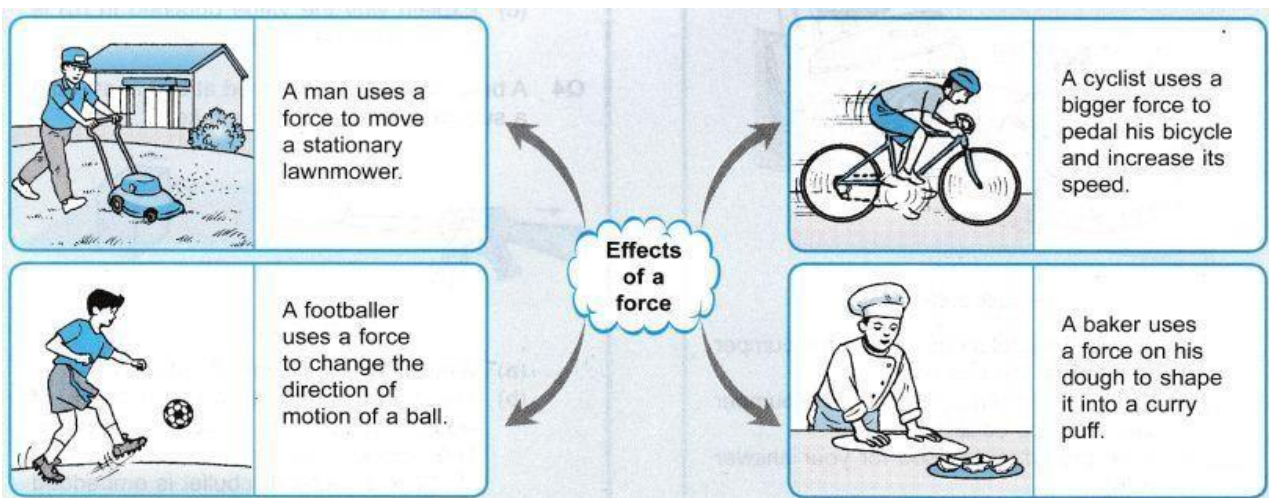 A man uses a
force to move
a stationary
lawnmower.
A cyclist uses a
bigger force to
pedal his bicycle
and increase its
speed.
Effects
of a
force
A footballer
uses a force
to change the
direction of
motion of a ball.
A baker uses
a force on his
dough to shape
it into a curry
puff.